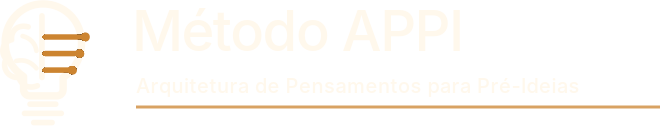 Método APPI
Arquitetura de Pensamentos para Pré-Ideias